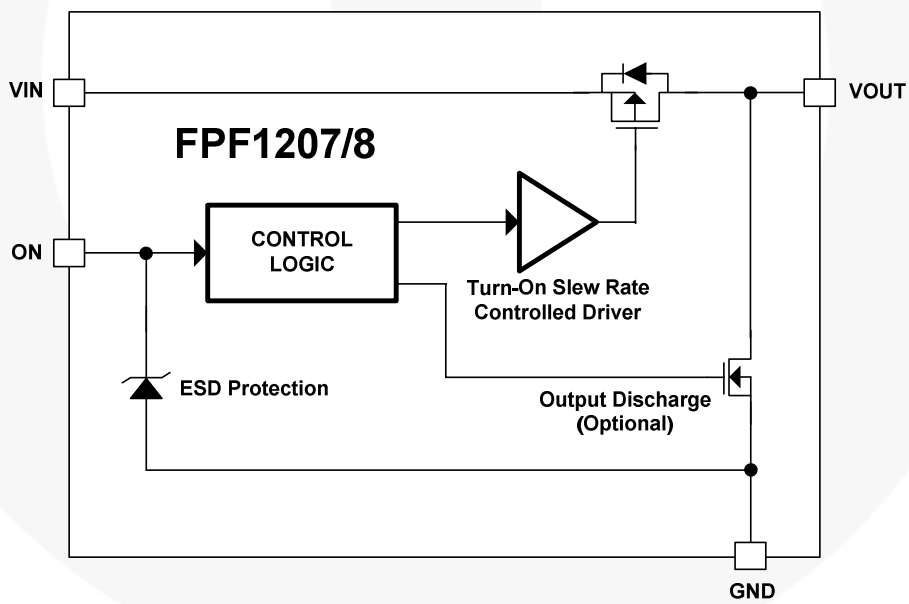 VIN
VOUT
FPF1207/8
ON
CONTROL
LOGIC
Turn-On Slew Rate
Controlled Driver
ESD Protection
Output Discharge
(Optional)
GND